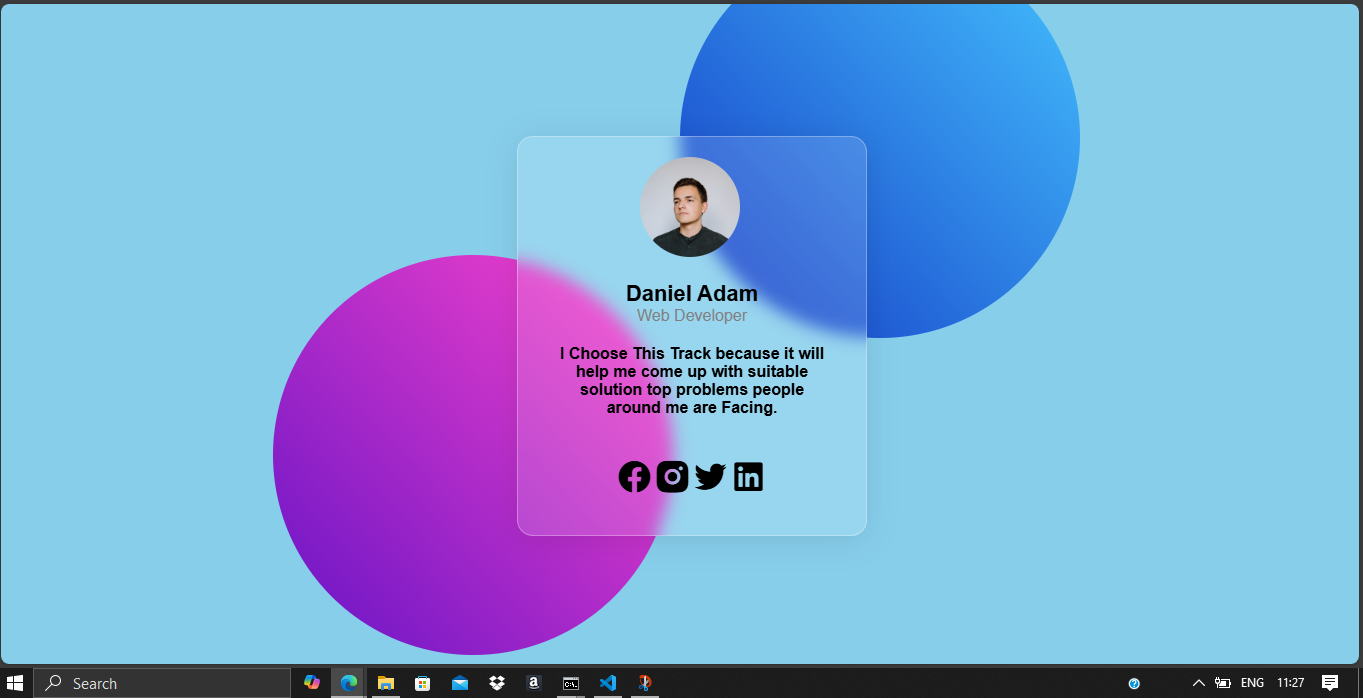 Daniel Adam
Web Developer
I Choose This Track because it will
help me come up with suitable
solution top problems people
around me are Facing.
Search
ENG
11:27